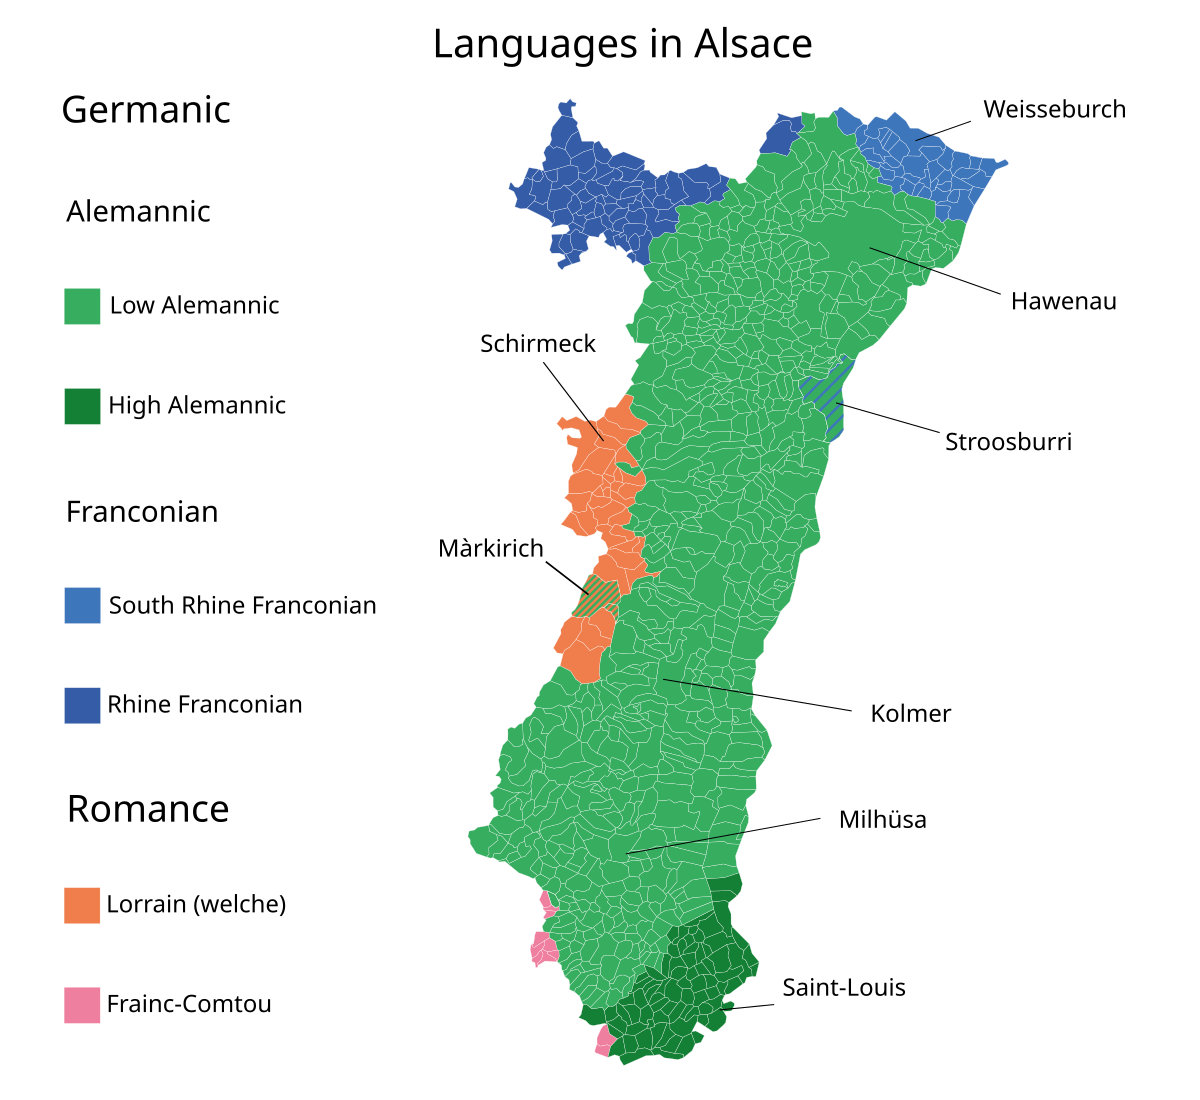 Languages in Alsace
Germanic
Alemannic
Low Alemannic
High Alemannic
Franconian
South Rhine Franconian
Rhine Franconian
Romance
Lorrain (welche)
Frainc-Comtou
Weisseburch
Hawenau
Schirmeck
Stroosburri
Màrkirich
Kolmer
Milhüsa
Saint-Louis